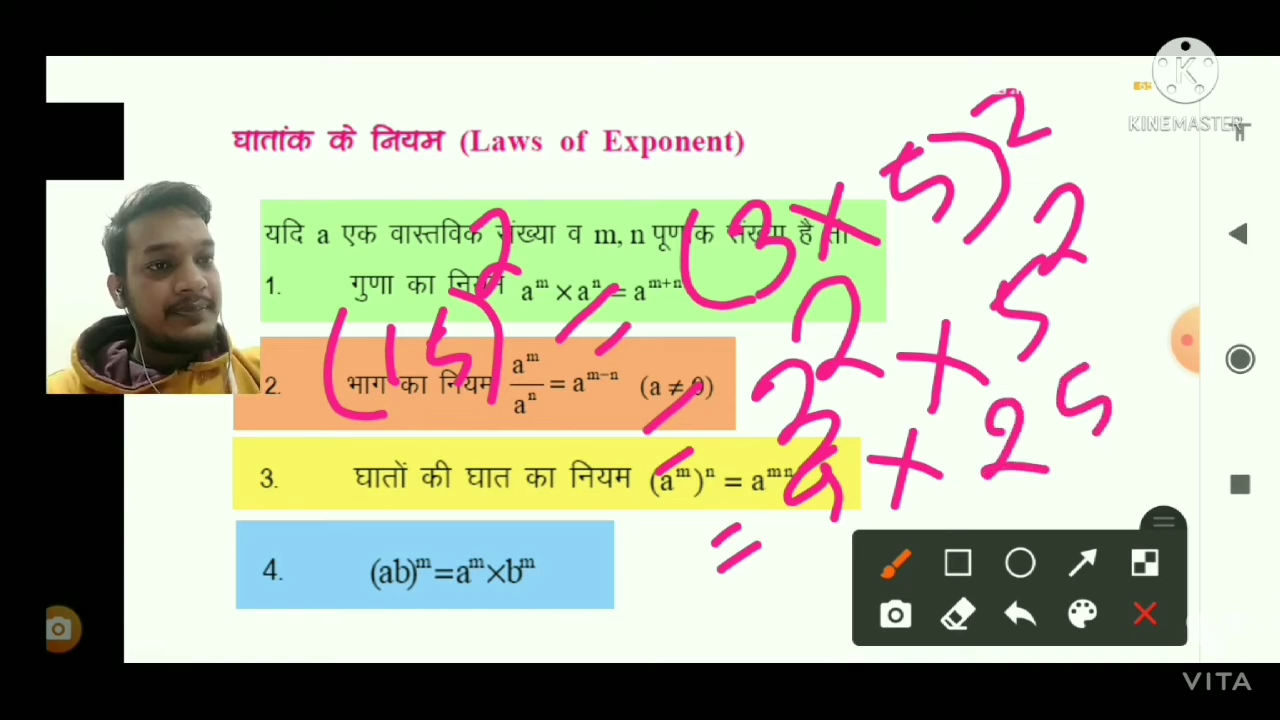 KINEMASTER
घातांक के नियम (Laws of Exponent)
यदि a एक वास्तविक संख्या व m, n पूर्णांक संख्या है तो
1. गुणा का नियम aᵐ × aⁿ = aᵐ⁺ⁿ
2. भाग का नियम aᵐ/aⁿ = aᵐ⁻ⁿ (a ≠ 0)
3. घातों की घात का नियम (aᵐ)ⁿ = aᵐⁿ
4. (ab)ᵐ=aᵐ×bᵐ
(15)² = (3×5)²
= 3² × 5²
= 9 × 25
=
VITA